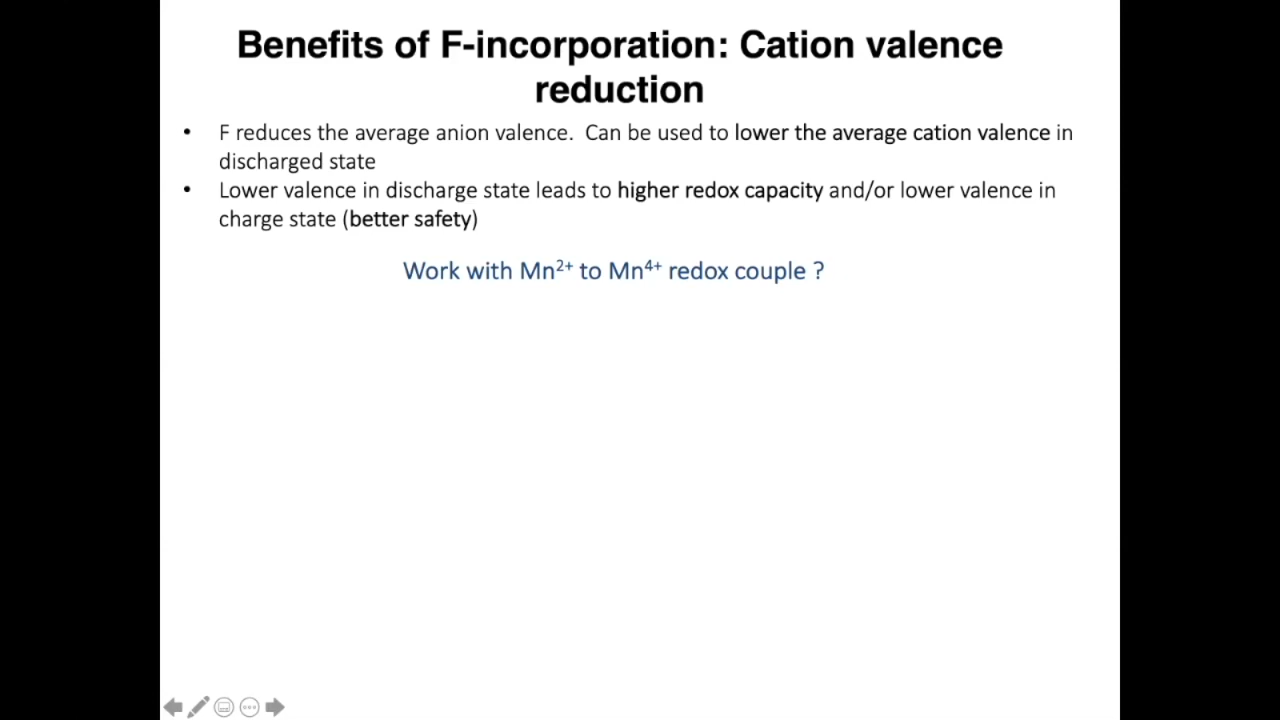 Benefits of F-incorporation: Cation valence
reduction
• F reduces the average anion valence.  Can be used to lower the average cation valence in
discharged state
• Lower valence in discharge state leads to higher redox capacity and/or lower valence in
charge state (better safety)
Work with Mn²⁺ to Mn⁴⁺ redox couple ?